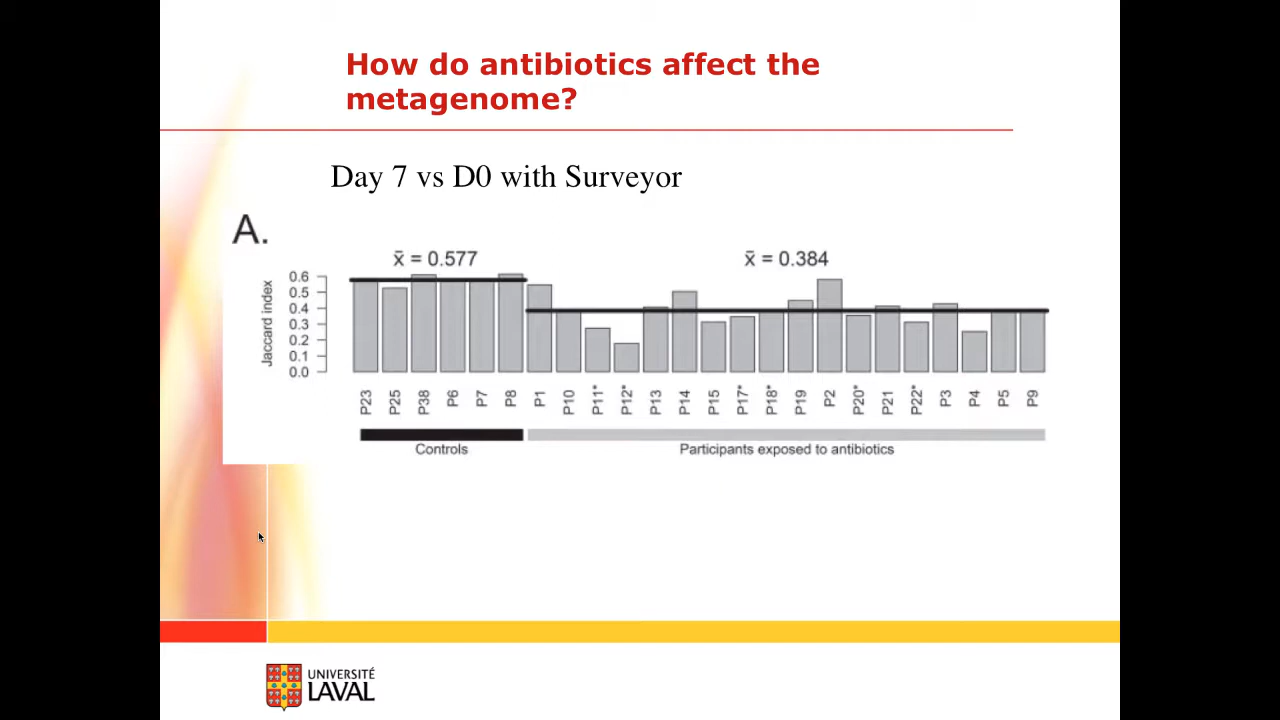 How do antibiotics affect the
metagenome?
Day 7 vs D0 with Surveyor
A.
x̄ = 0.577
x̄ = 0.384
Jaccard index
0.6
0.5
0.4
0.3
0.2
0.1
0.0
P23
P25
P38
P6
P7
P8
P1
P10
P11*
P12*
P13
P14
P15
P17*
P18*
P19
P2
P20*
P21
P22*
P3
P4
P5
P9
Controls
Participants exposed to antibiotics
UNIVERSITÉ
LAVAL